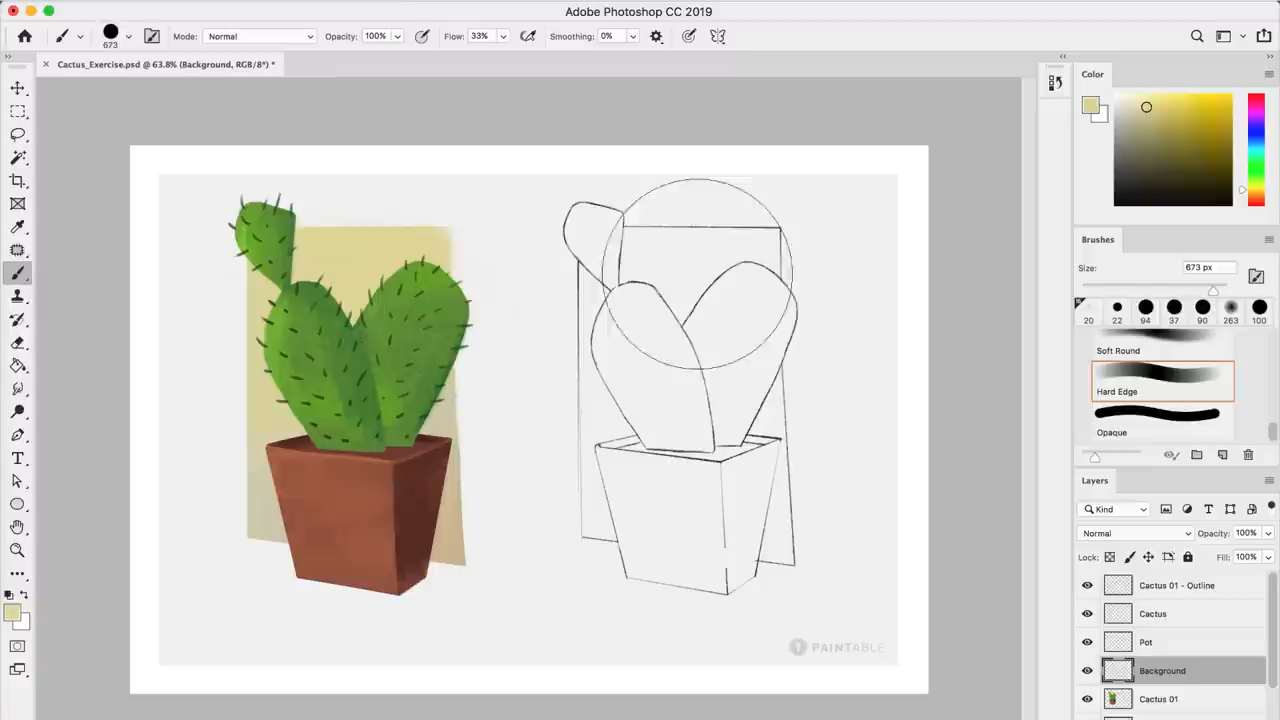 Adobe Photoshop CC 2019
673
Mode: Normal
Opacity: 100%
Flow: 33%
Smoothing: 0%
Cactus_Exercise.psd @ 63.8% (Background, RGB/8*) *
Color
Brushes
Size: 673 px
20 22 94 37 90 263 100
Soft Round
Hard Edge
Opaque
Layers
Kind
Normal Opacity: 100%
Lock: Fill: 100%
Cactus 01 - Outline
Cactus
Pot
Background
Cactus 01
PAINTABLE